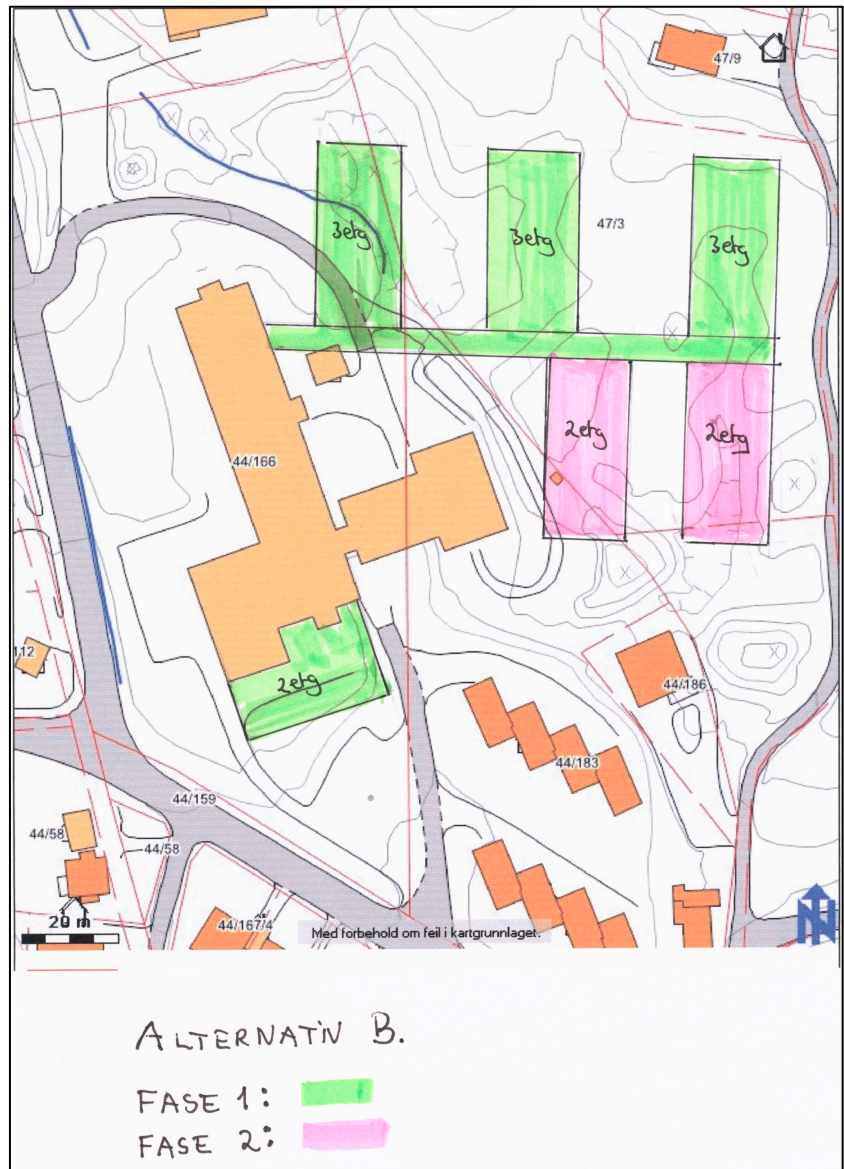 47/9
47/3
3etg
3etg
3etg
2etg
2etg
44/166
112
2etg
44/186
44/183
44/159
44/58
44/58
20 m
44/167/4
Med forbehold om feil i kartgrunnlaget.
N
ALTERNATIV B.
FASE 1:
FASE 2: